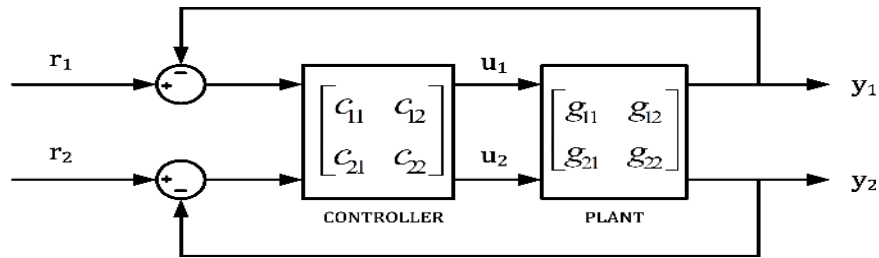 r₁
u₁
y₁
c₁₁ c₁₂
c₂₁ c₂₂
g₁₁ g₁₂
g₂₁ g₂₂
r₂
u₂
y₂
+ −
+ −
CONTROLLER
PLANT